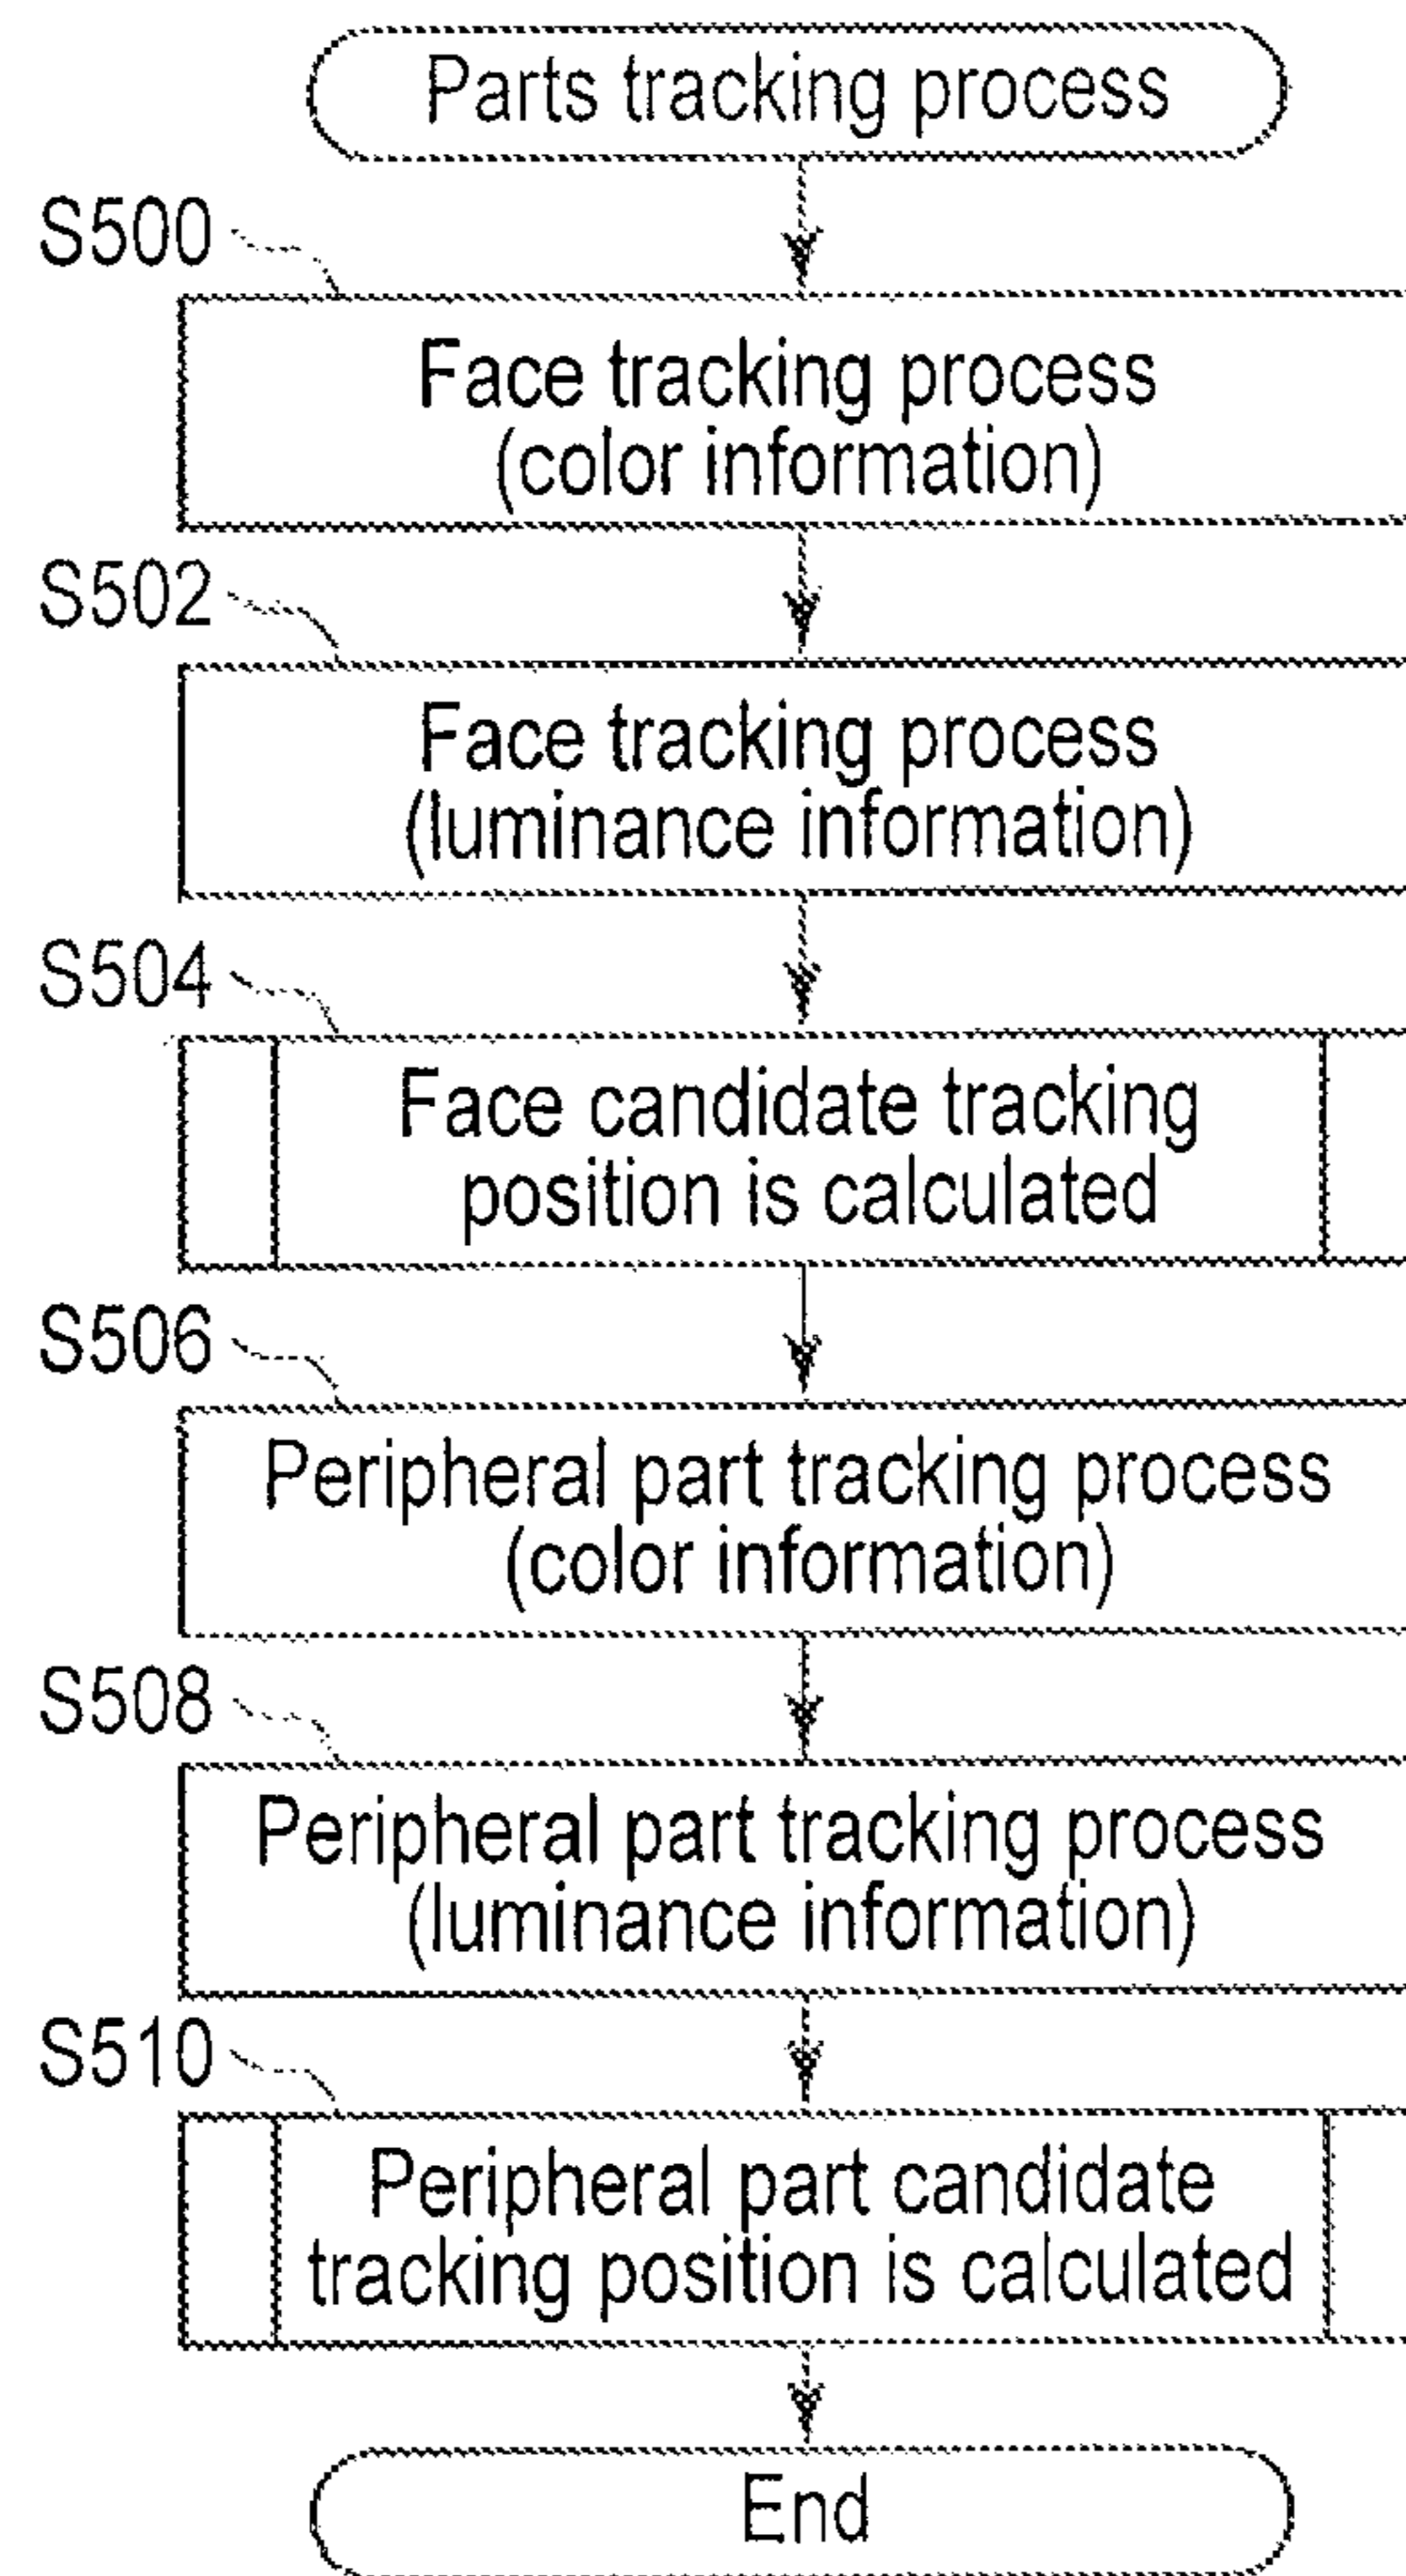 Parts tracking process
S500
Face tracking process
(color information)
S502
Face tracking process
(luminance information)
S504
Face candidate tracking
position is calculated
S506
Peripheral part tracking process
(color information)
S508
Peripheral part tracking process
(luminance information)
S510
Peripheral part candidate
tracking position is calculated
End